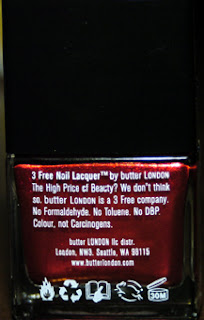 3 Free Nail Lacquer™ by butter LONDON
The High Price of Beauty? We don't think
so. butter LONDON is a 3 Free company.
No Formaldehyde. No Toluene. No DBP.
Colour, not Carcinogens.
butter LONDON llc distr.
London, NW3. Seattle, WA 98115
www.butterlondon.com
30M